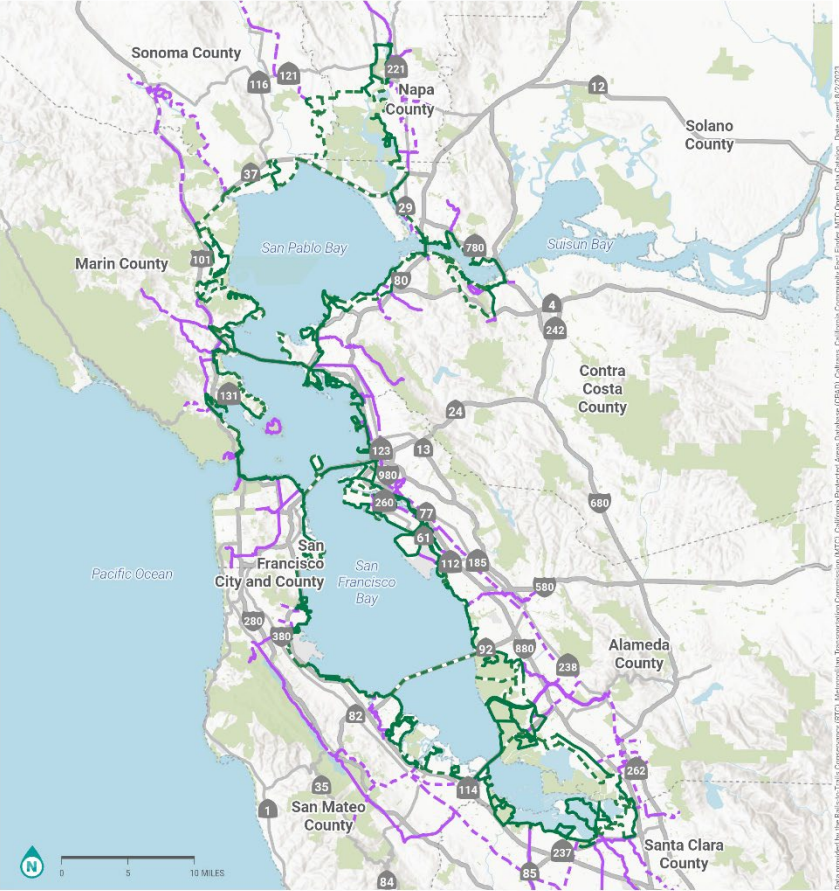 Sonoma County
116
121
221
Napa
County
12
Solano
County
37
29
San Pablo Bay
780
Suisun Bay
Marin County
101
80
4
242
Contra
Costa
County
131
24
123
13
980
260
680
77
61
San
Francisco
City and County
San
Francisco
Bay
Pacific Ocean
112
185
580
280
380
92
880
238
Alameda
County
82
262
114
35
1
San Mateo
County
N
0 5 10 MILES
237
85
84
Santa Clara
County